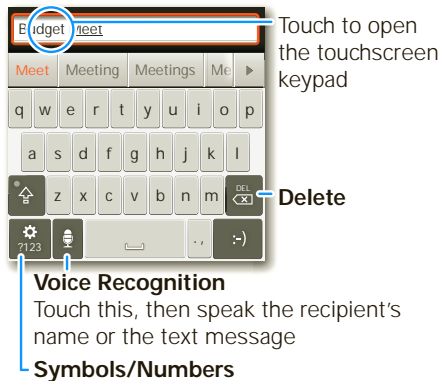 Budget Meet
Touch to open
the touchscreen
keypad
Meet Meeting Meetings Me
q w e r t y u i o p
a s d f g h j k l
z x c v b n m DEL
Delete
?123 ., :-)
Voice Recognition
Touch this, then speak the recipient's
name or the text message
Symbols/Numbers